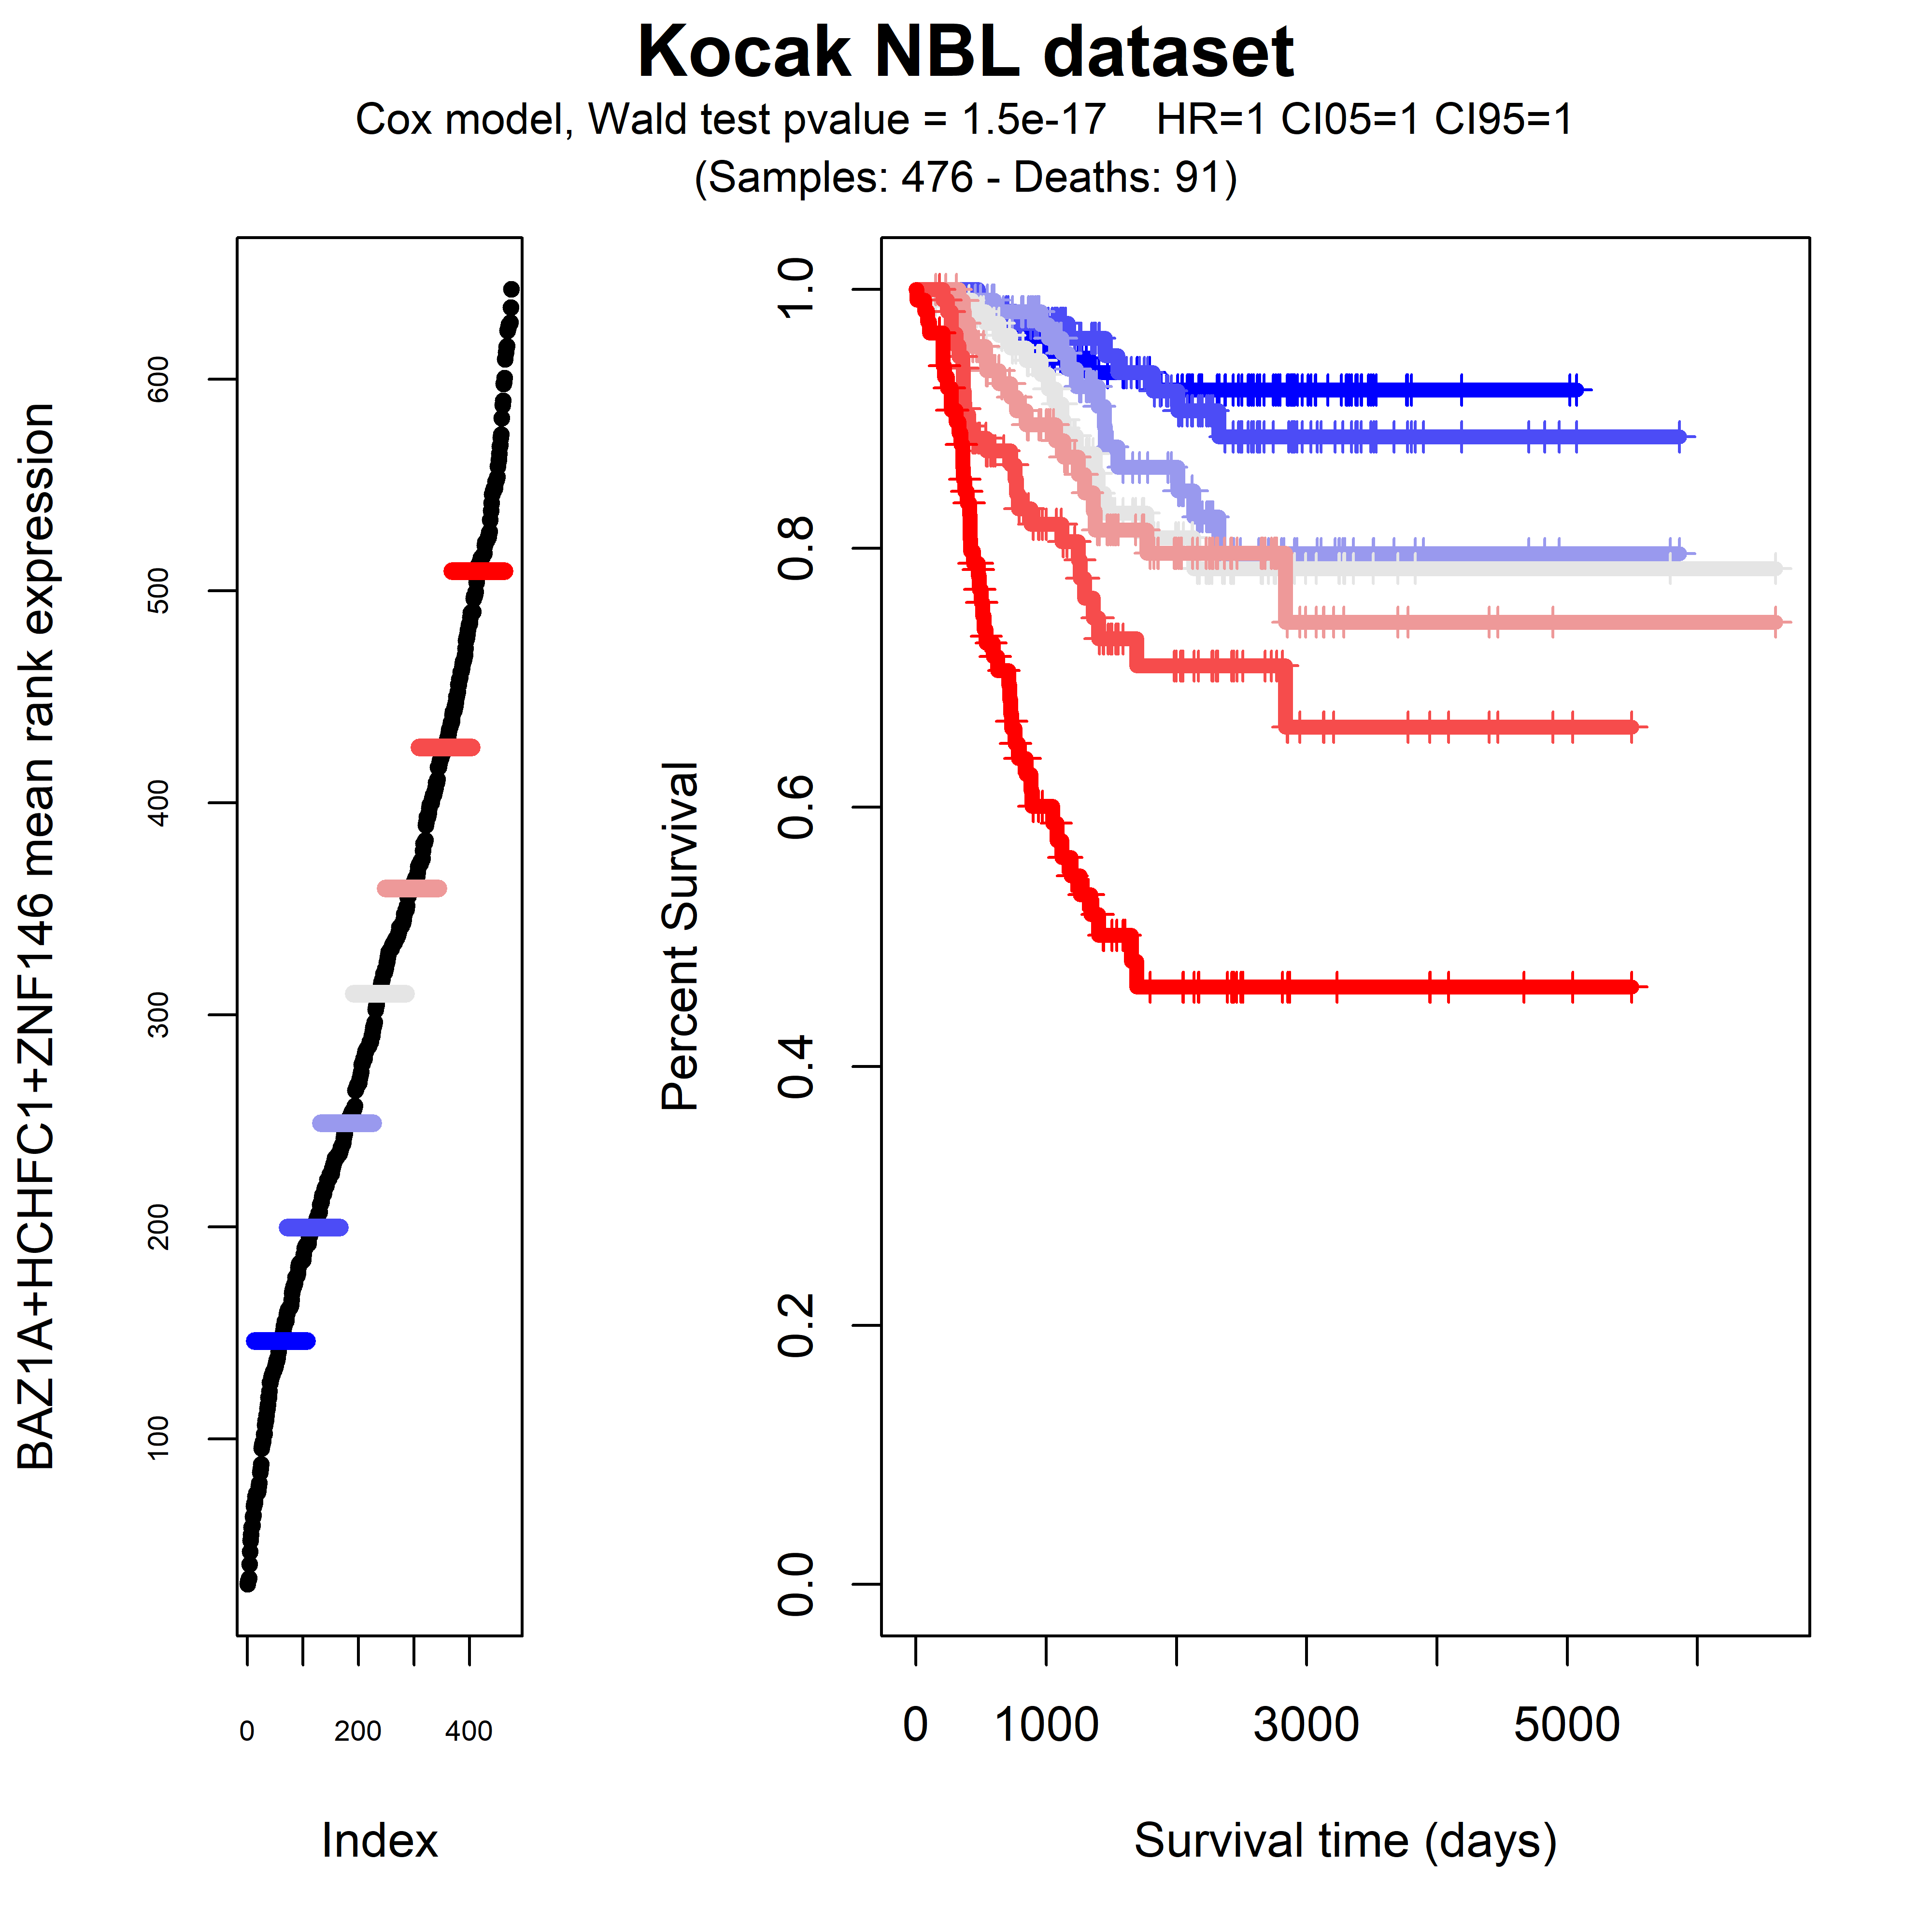 Kocak NBL dataset
Cox model, Wald test pvalue = 1.5e-17 HR=1 CI05=1 CI95=1
(Samples: 476 - Deaths: 91)
BAZ1A+HCHFC1+ZNF146 mean rank expression
600
500
400
300
200
100
0 200 400
Index
Percent Survival
1.0
0.8
0.6
0.4
0.2
0.0
0 1000 3000 5000
Survival time (days)